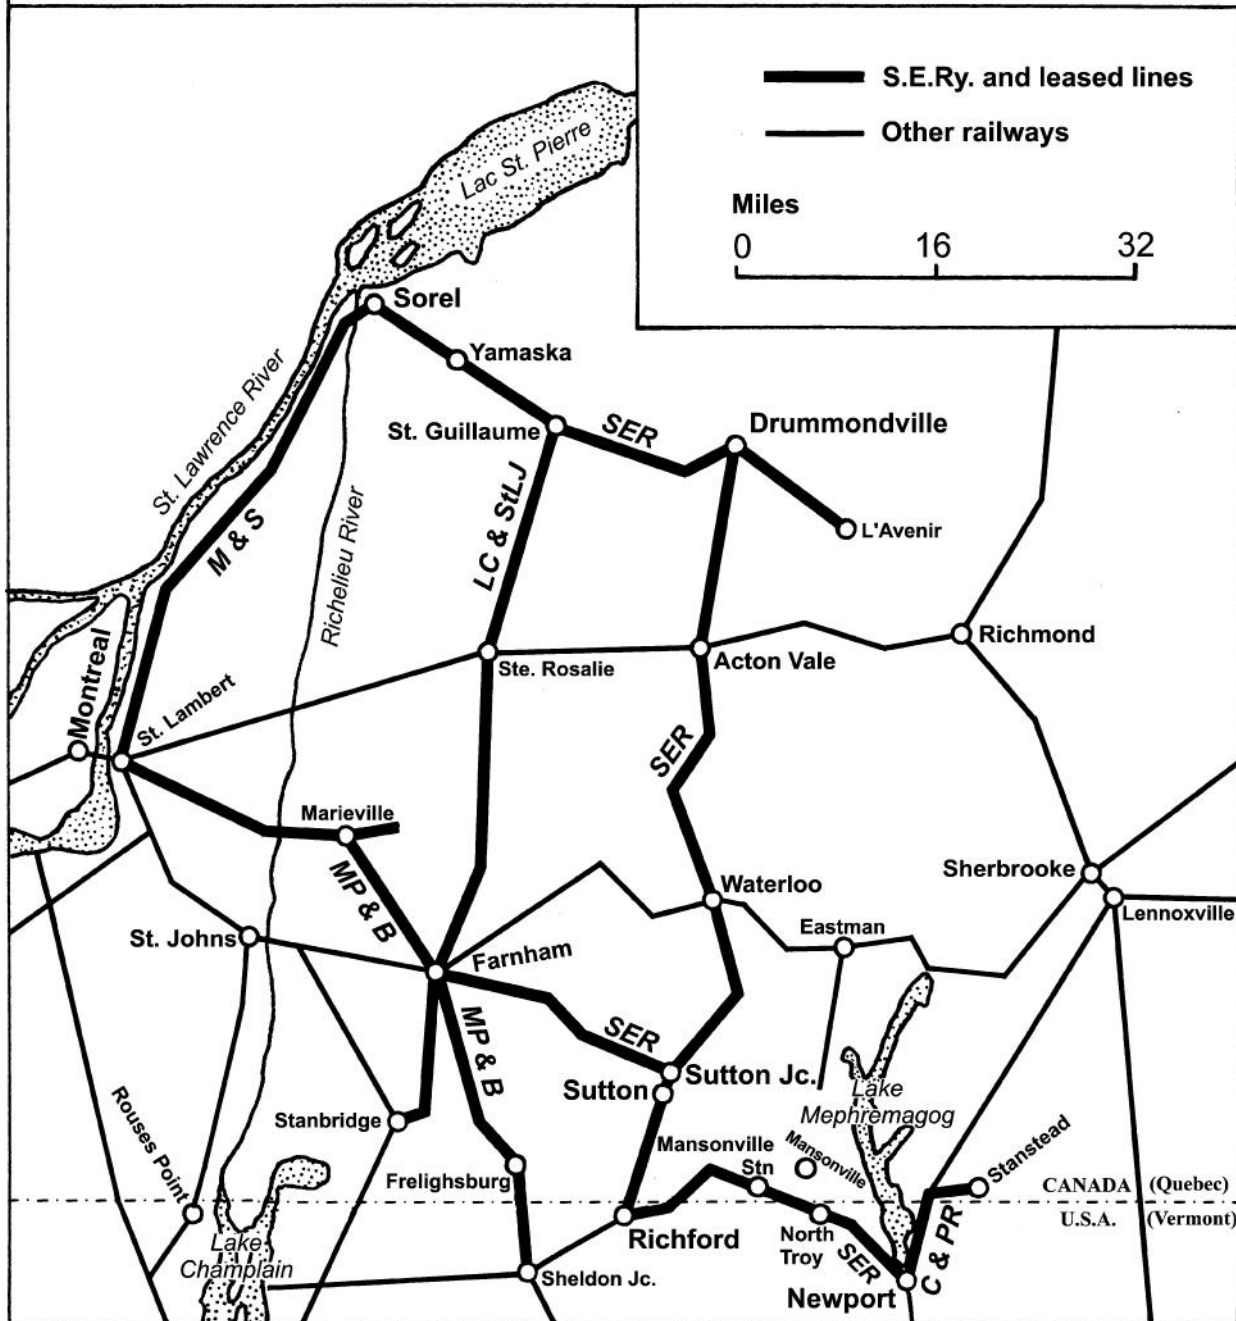 S.E.Ry. and leased lines
Other railways
Miles
0 16 32
Lac St. Pierre
Sorel
Yamaska
St. Lawrence River
St. Guillaume
SER
Drummondville
L'Avenir
M & S
Richelieu River
LC & StLJ
Montreal
St. Lambert
Ste. Rosalie
Acton Vale
Richmond
SER
Marieville
MP & B
Waterloo
Sherbrooke
Lennoxville
Eastman
St. Johns
Farnham
MP & B
SER
Sutton Jc.
Sutton
Lake
Mephremagog
Rouses Point
Stanbridge
Frelighsburg
Mansonville
Stn
Mansonville
Stanstead
CANADA (Quebec)
U.S.A. (Vermont)
Richford
North
Troy
SER
C & PR
Newport
Lake
Champlain
Sheldon Jc.